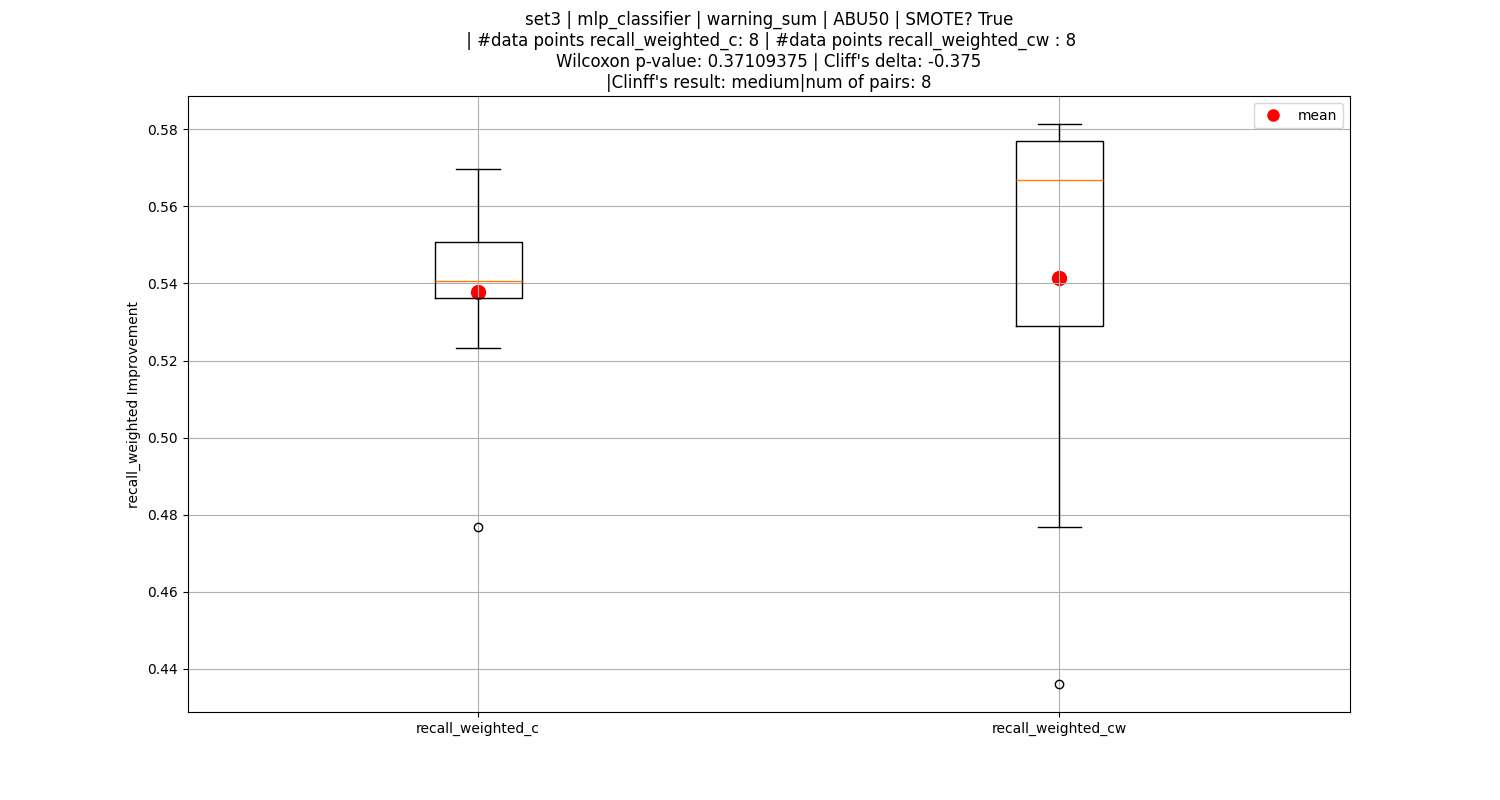 set3 | mlp_classifier | warning_sum | ABU50 | SMOTE? True
| #data points recall_weighted_c: 8 | #data points recall_weighted_cw : 8
Wilcoxon p-value: 0.37109375 | Cliff's delta: -0.375
|Clinff's result: medium|num of pairs: 8
mean
0.58
0.56
0.54
0.52
0.50
0.48
0.46
0.44
recall_weighted Improvement
recall_weighted_c
recall_weighted_cw